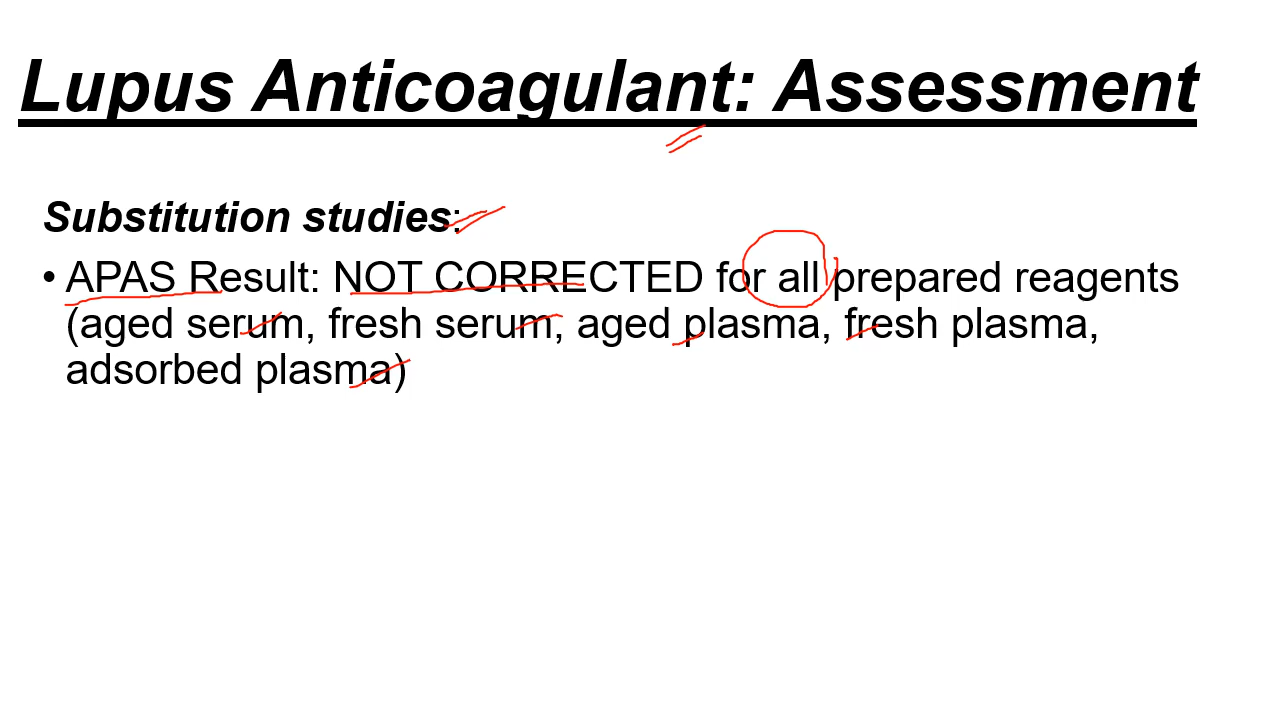 Lupus Anticoagulant: Assessment
Substitution studies:
• APAS Result: NOT CORRECTED for all prepared reagents
(aged serum, fresh serum, aged plasma, fresh plasma,
adsorbed plasma)